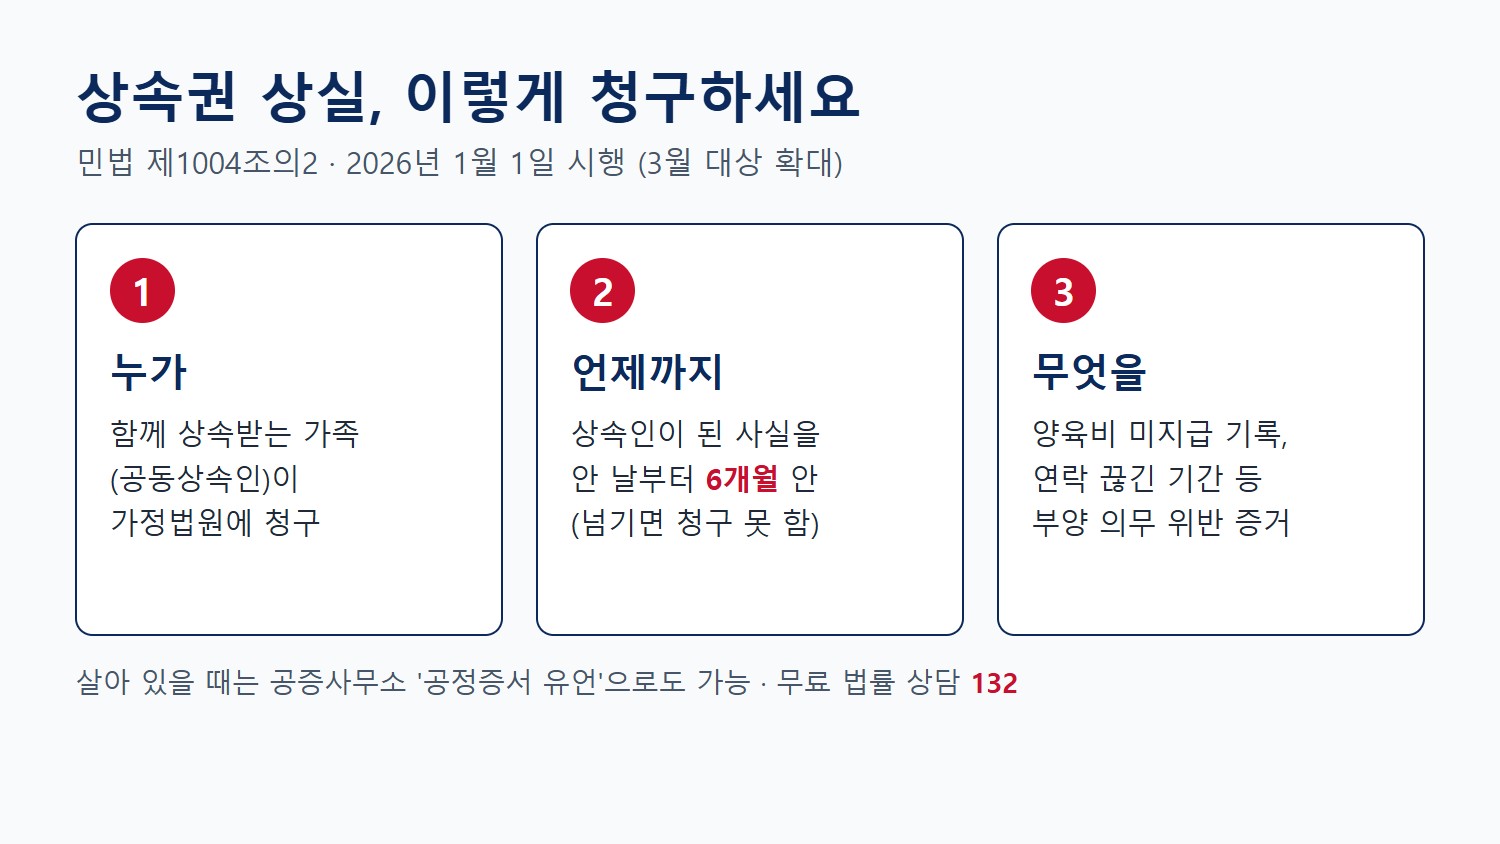 상속권 상실, 이렇게 청구하세요
민법 제1004조의2 · 2026년 1월 1일 시행 (3월 대상 확대)
1
누가
함께 상속받는 가족
(공동상속인)이
가정법원에 청구
2
언제까지
상속인이 된 사실을
안 날부터 6개월 안
(넘기면 청구 못 함)
3
무엇을
양육비 미지급 기록,
연락 끊긴 기간 등
부양 의무 위반 증거
살아 있을 때는 공증사무소 '공정증서 유언'으로도 가능 · 무료 법률 상담 132